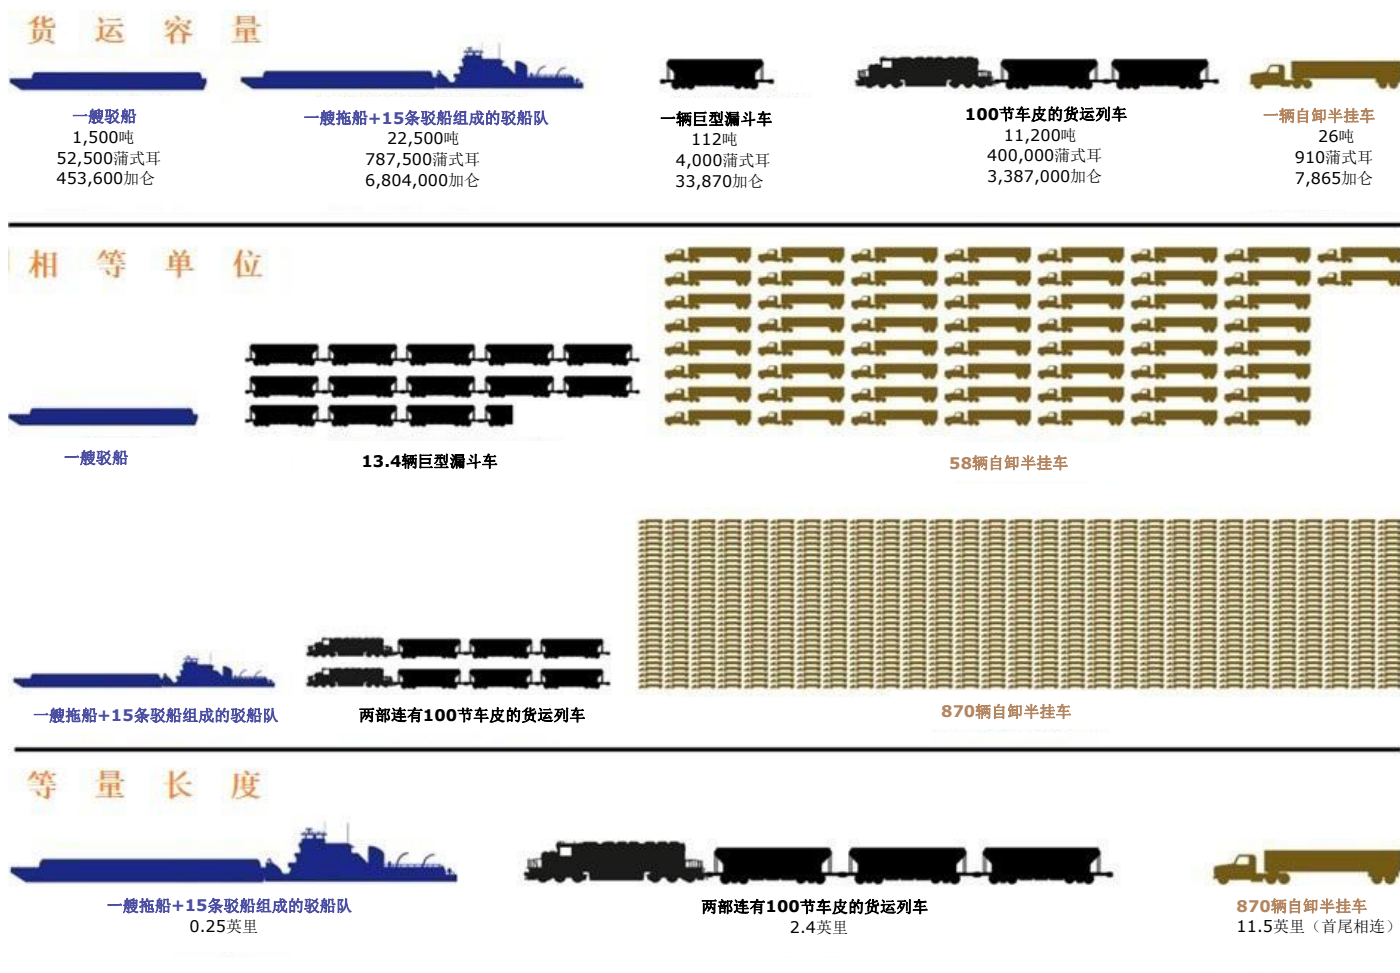 货运容量
一艘驳船
1,500吨
52,500蒲式耳
453,600加仑
一艘拖船+15条驳船组成的驳船队
22,500吨
787,500蒲式耳
6,804,000加仑
一辆巨型漏斗车
112吨
4,000蒲式耳
33,870加仑
100节车皮的货运列车
11,200吨
400,000蒲式耳
3,387,000加仑
一辆自卸半挂车
26吨
910蒲式耳
7,865加仑
相等单位
一艘驳船
13.4辆巨型漏斗车
58辆自卸半挂车
一艘拖船+15条驳船组成的驳船队
两部连有100节车皮的货运列车
870辆自卸半挂车
等量长度
一艘拖船+15条驳船组成的驳船队
0.25英里
两部连有100节车皮的货运列车
2.4英里
870辆自卸半挂车
11.5英里（首尾相连）